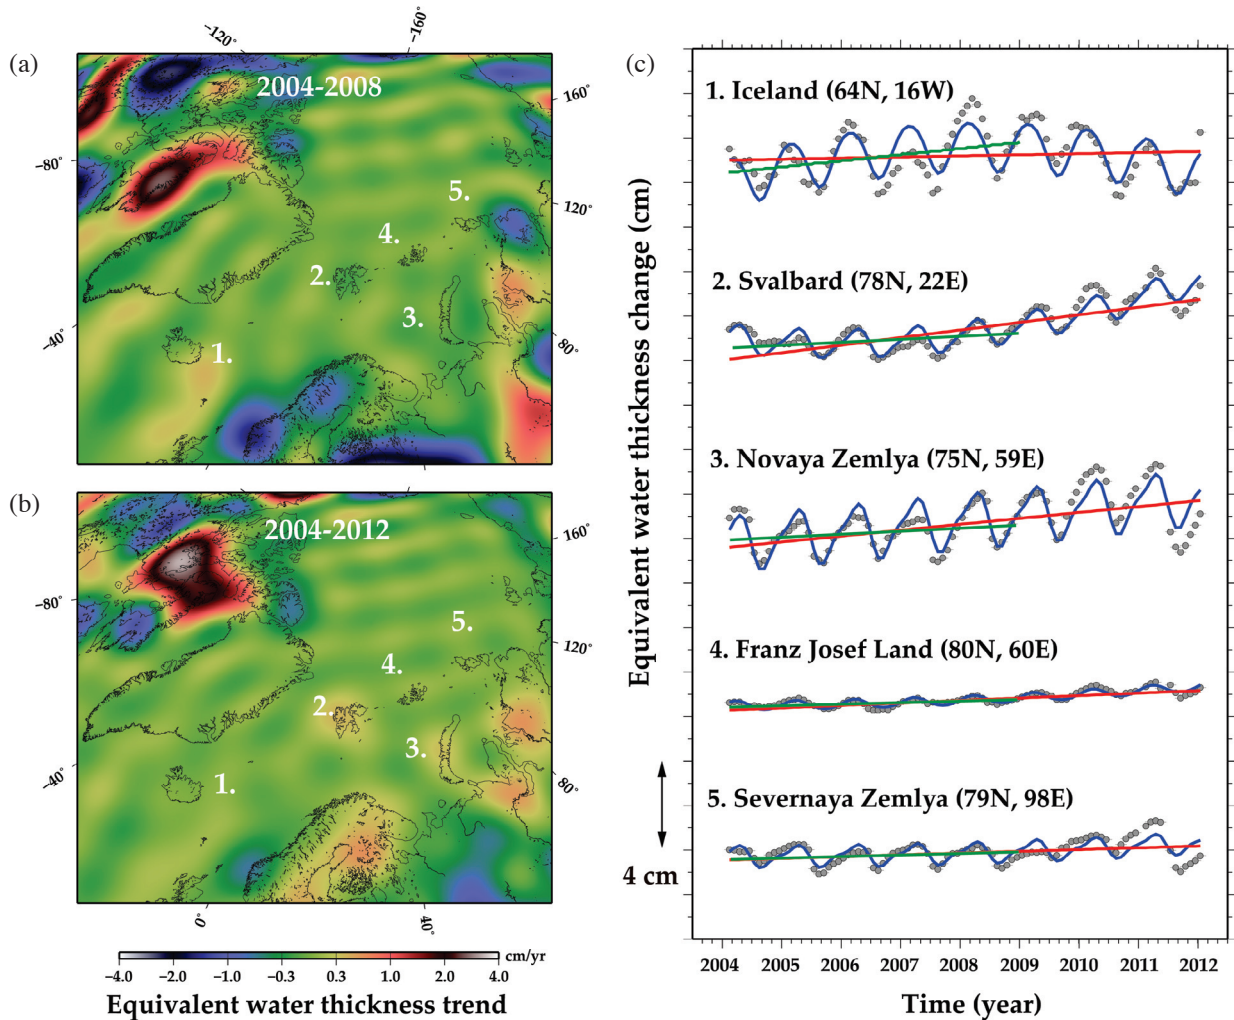 (a)
−120°
−160°
2004-2008
160°
−80°
5.
120°
4.
2.
3.
−40°
1.
80°
(b)
2004-2012
160°
−80°
5.
120°
4.
2.
3.
−40°
1.
80°
0°
40°
−4.0 −2.0 −1.0 −0.3 0.3 1.0 2.0 4.0 cm/yr
Equivalent water thickness trend
(c)
Equivalent water thickness change (cm)
1. Iceland (64N, 16W)
2. Svalbard (78N, 22E)
3. Novaya Zemlya (75N, 59E)
4. Franz Josef Land (80N, 60E)
5. Severnaya Zemlya (79N, 98E)
4 cm
2004 2005 2006 2007 2008 2009 2010 2011 2012
Time (year)